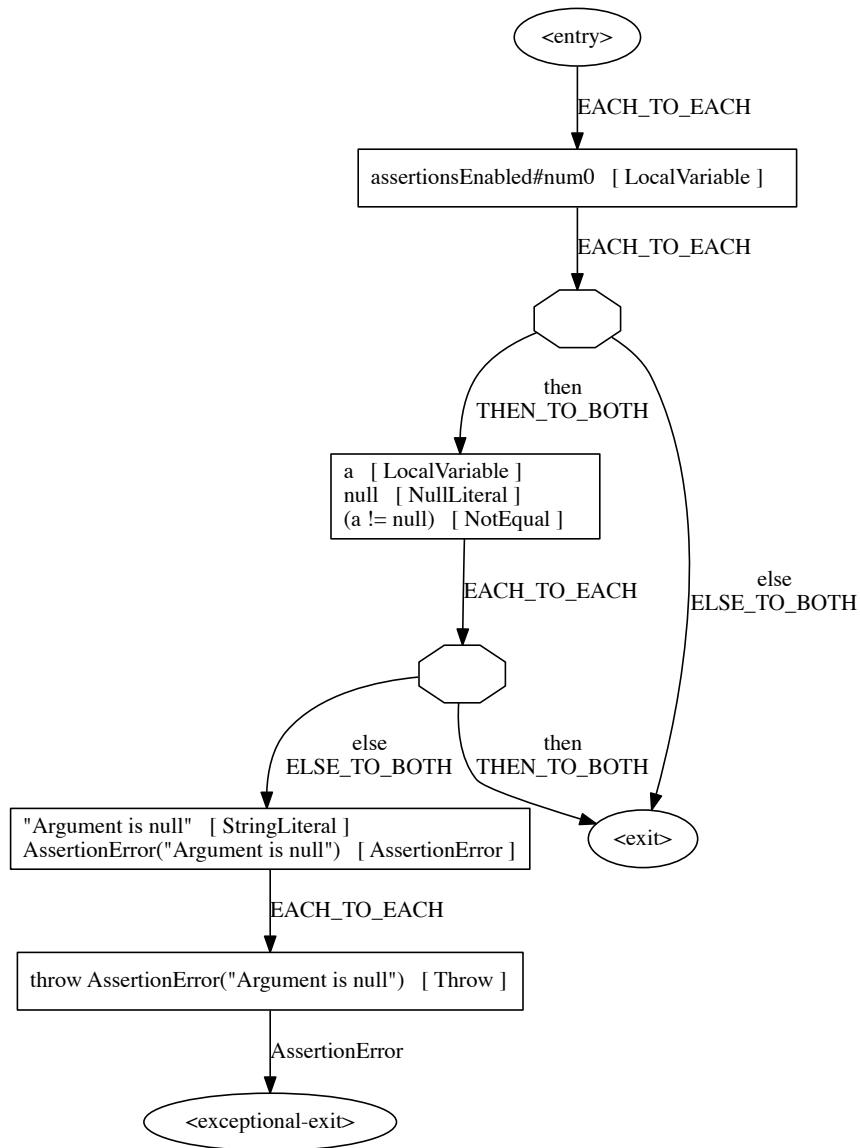 <entry>
EACH_TO_EACH
assertionsEnabled#num0   [ LocalVariable ]
EACH_TO_EACH
then
THEN_TO_BOTH
a   [ LocalVariable ]
null   [ NullLiteral ]
(a != null)   [ NotEqual ]
EACH_TO_EACH
else
ELSE_TO_BOTH
else
ELSE_TO_BOTH
then
THEN_TO_BOTH
"Argument is null"   [ StringLiteral ]
AssertionError("Argument is null")   [ AssertionError ]
<exit>
EACH_TO_EACH
throw AssertionError("Argument is null")   [ Throw ]
AssertionError
<exceptional-exit>